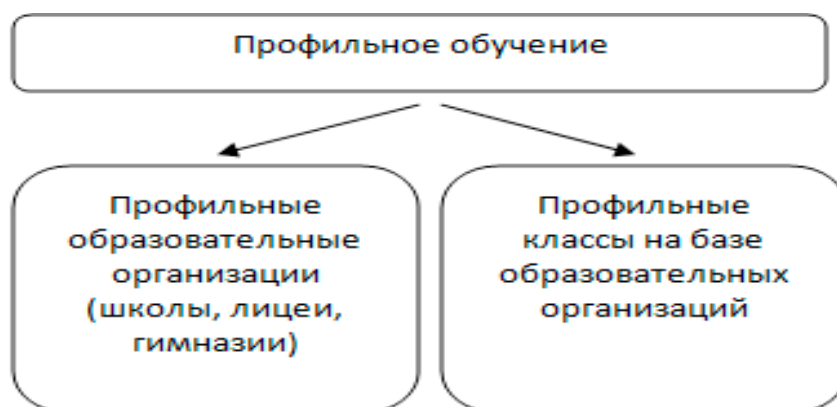 Профильное обучение
Профильные
образовательные
организации
(школы, лицеи,
гимназии)
Профильные
классы на базе
образовательных
организаций